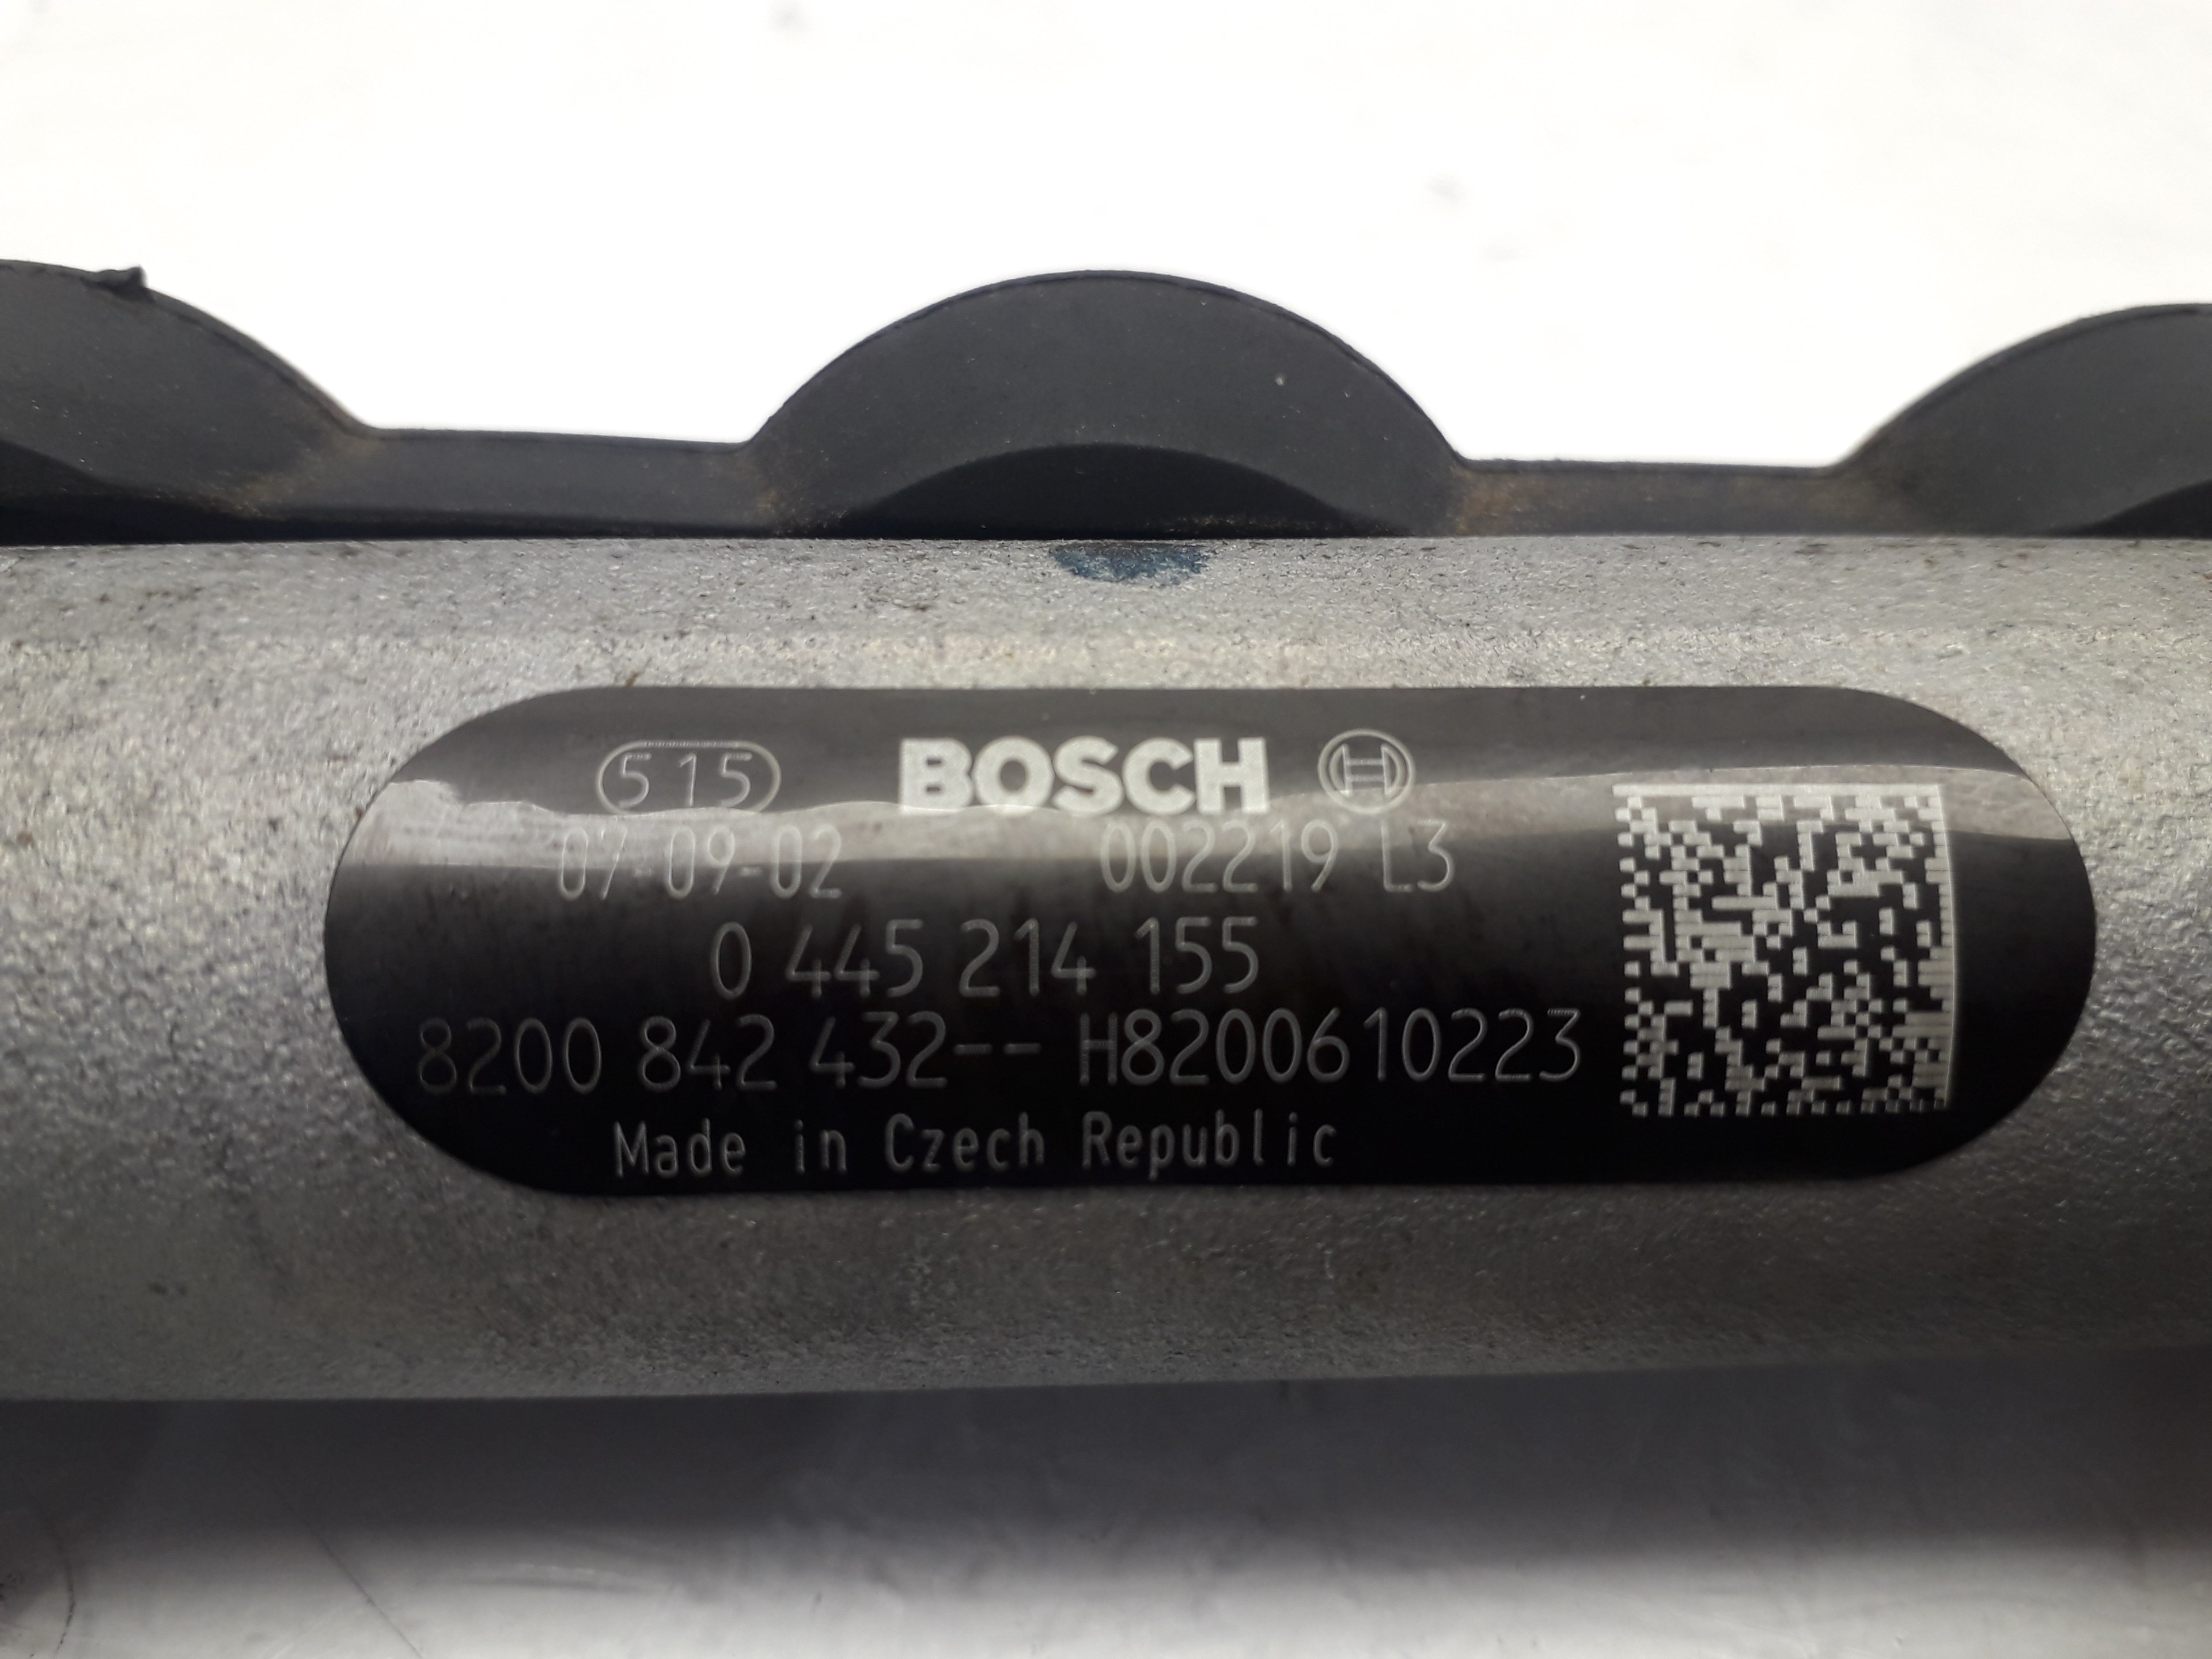 515 BOSCH
07-09-02 002219 L3
0 445 214 155
8200 842 432-- H8200610223
Made in Czech Republic